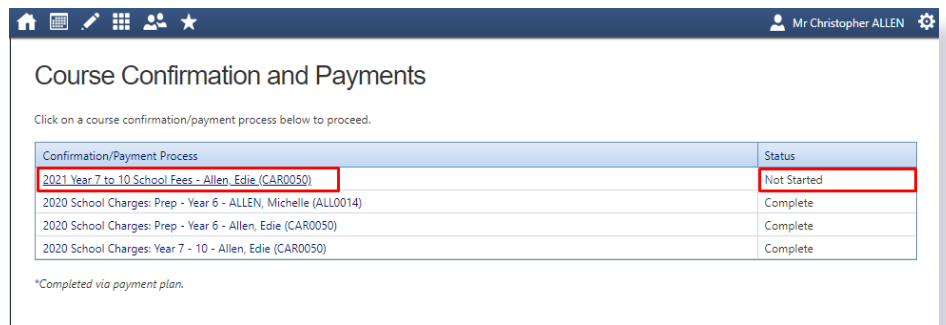 Mr Christopher ALLEN
Course Confirmation and Payments
Click on a course confirmation/payment process below to proceed.
Confirmation/Payment Process Status
2021 Year 7 to 10 School Fees - Allen, Edie (CAR0050) Not Started
2020 School Charges: Prep - Year 6 - ALLEN, Michelle (ALL0014) Complete
2020 School Charges: Prep - Year 6 - Allen, Edie (CAR0050) Complete
2020 School Charges: Year 7 - 10 - Allen, Edie (CAR0050) Complete
*Completed via payment plan.